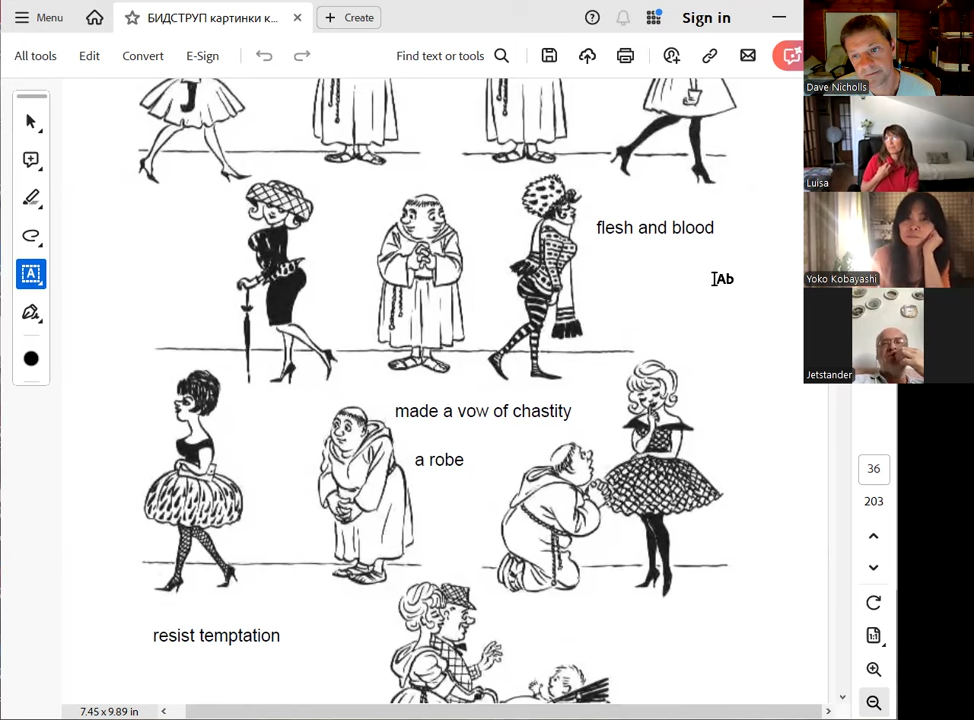 Menu
БИДСТРУП картинки к...
Create
Sign in
All tools
Edit
Convert
E-Sign
Find text or tools
Dave Nicholls
Luisa
Yoko Kobayashi
Jetstander
flesh and blood
Ab
made a vow of chastity
a robe
resist temptation
36
203
1:1
7.45 x 9.89 in